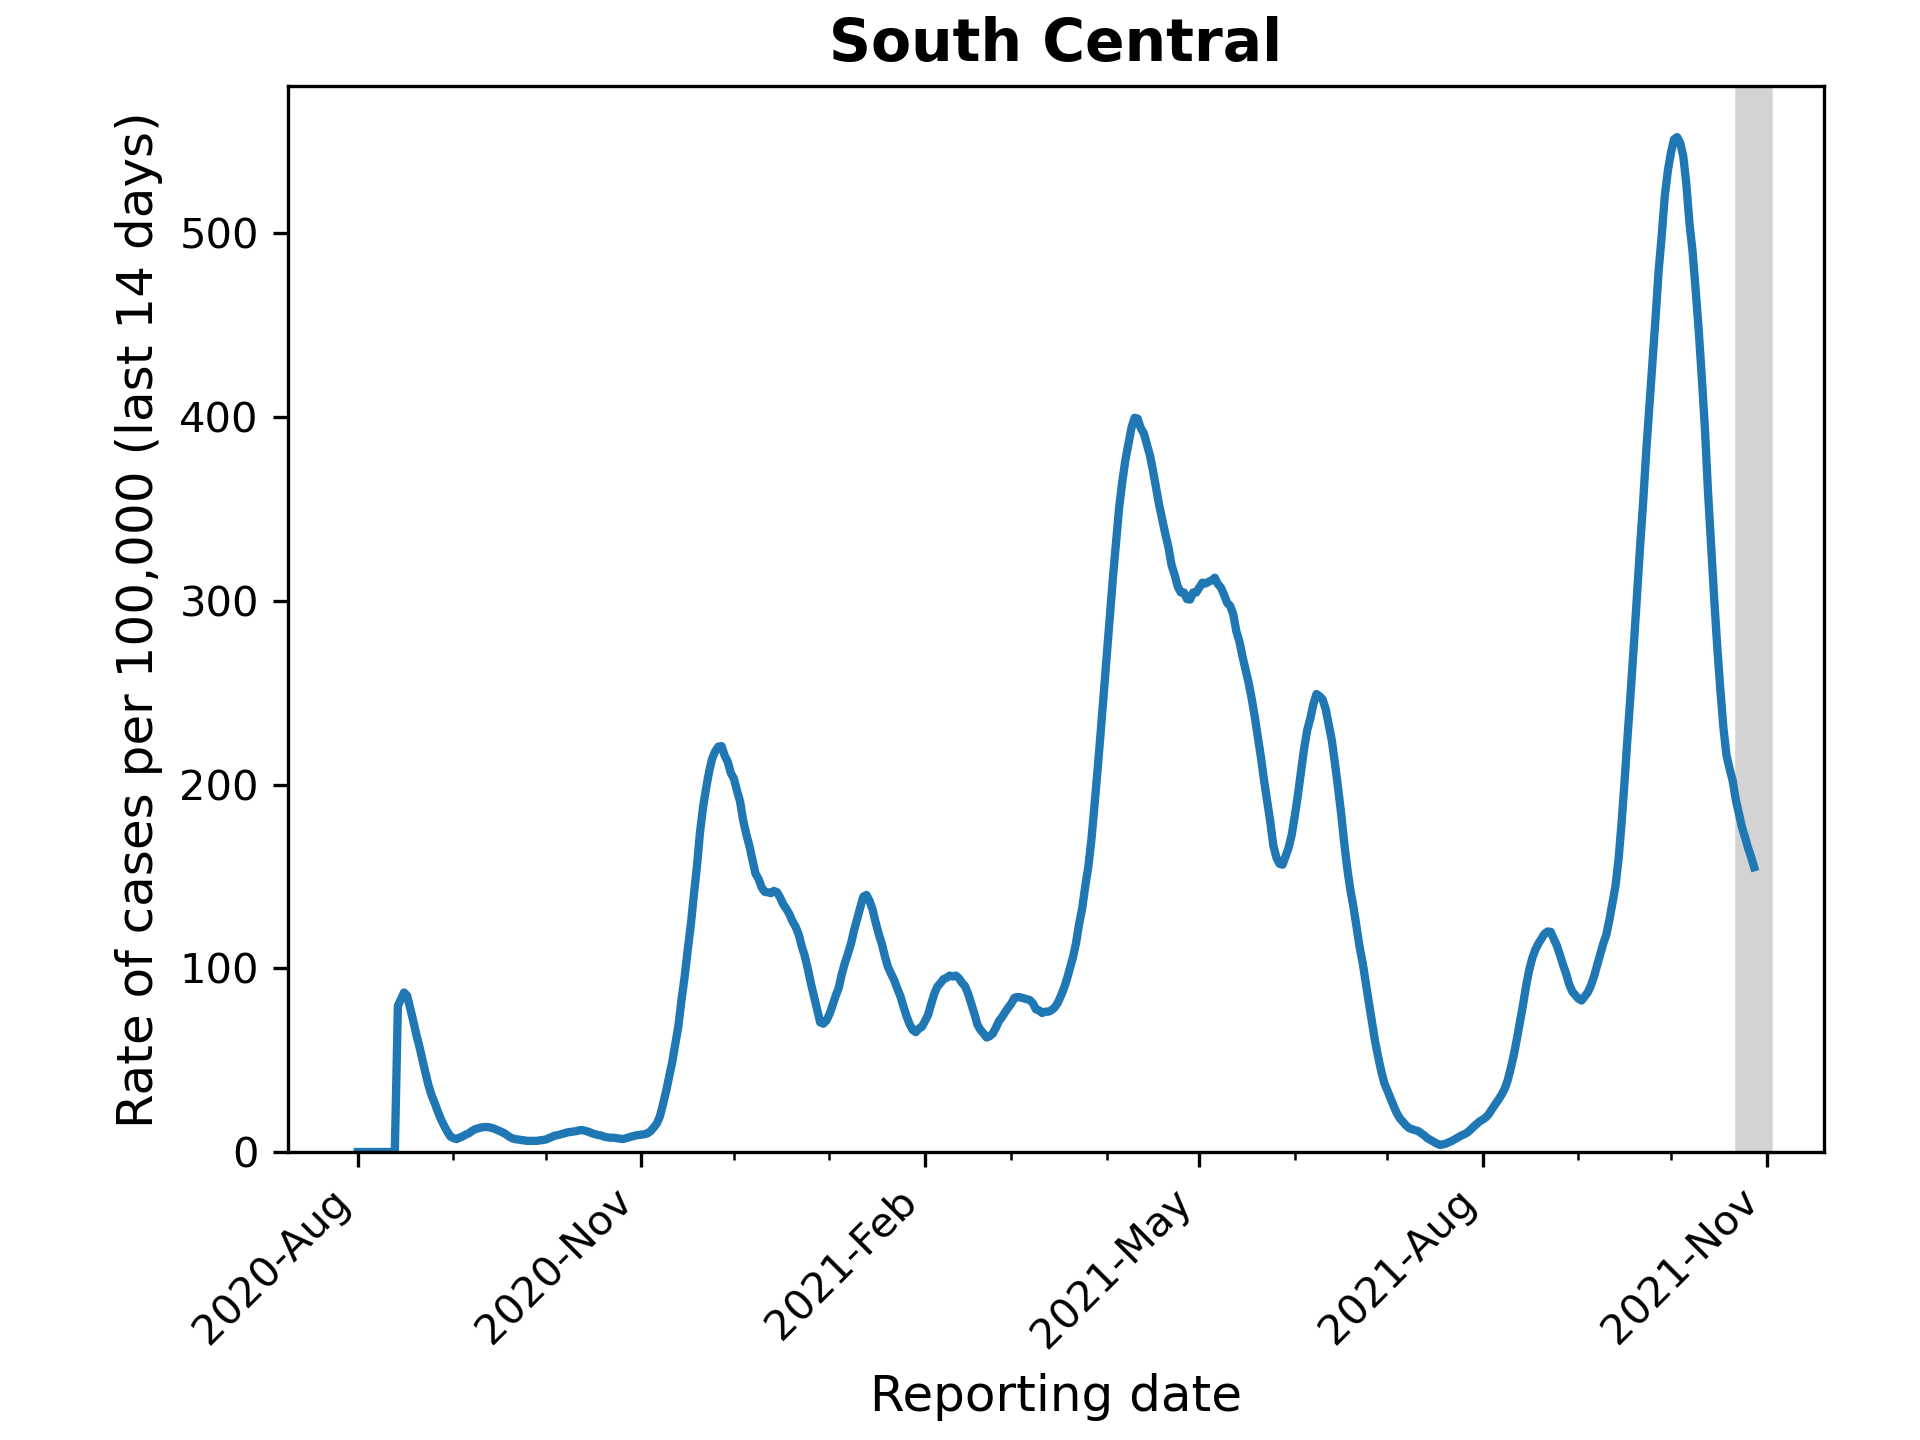 South Central
Rate of cases per 100,000 (last 14 days)
500
400
300
200
100
0
2020-Aug
2020-Nov
2021-Feb
2021-May
2021-Aug
2021-Nov
Reporting date